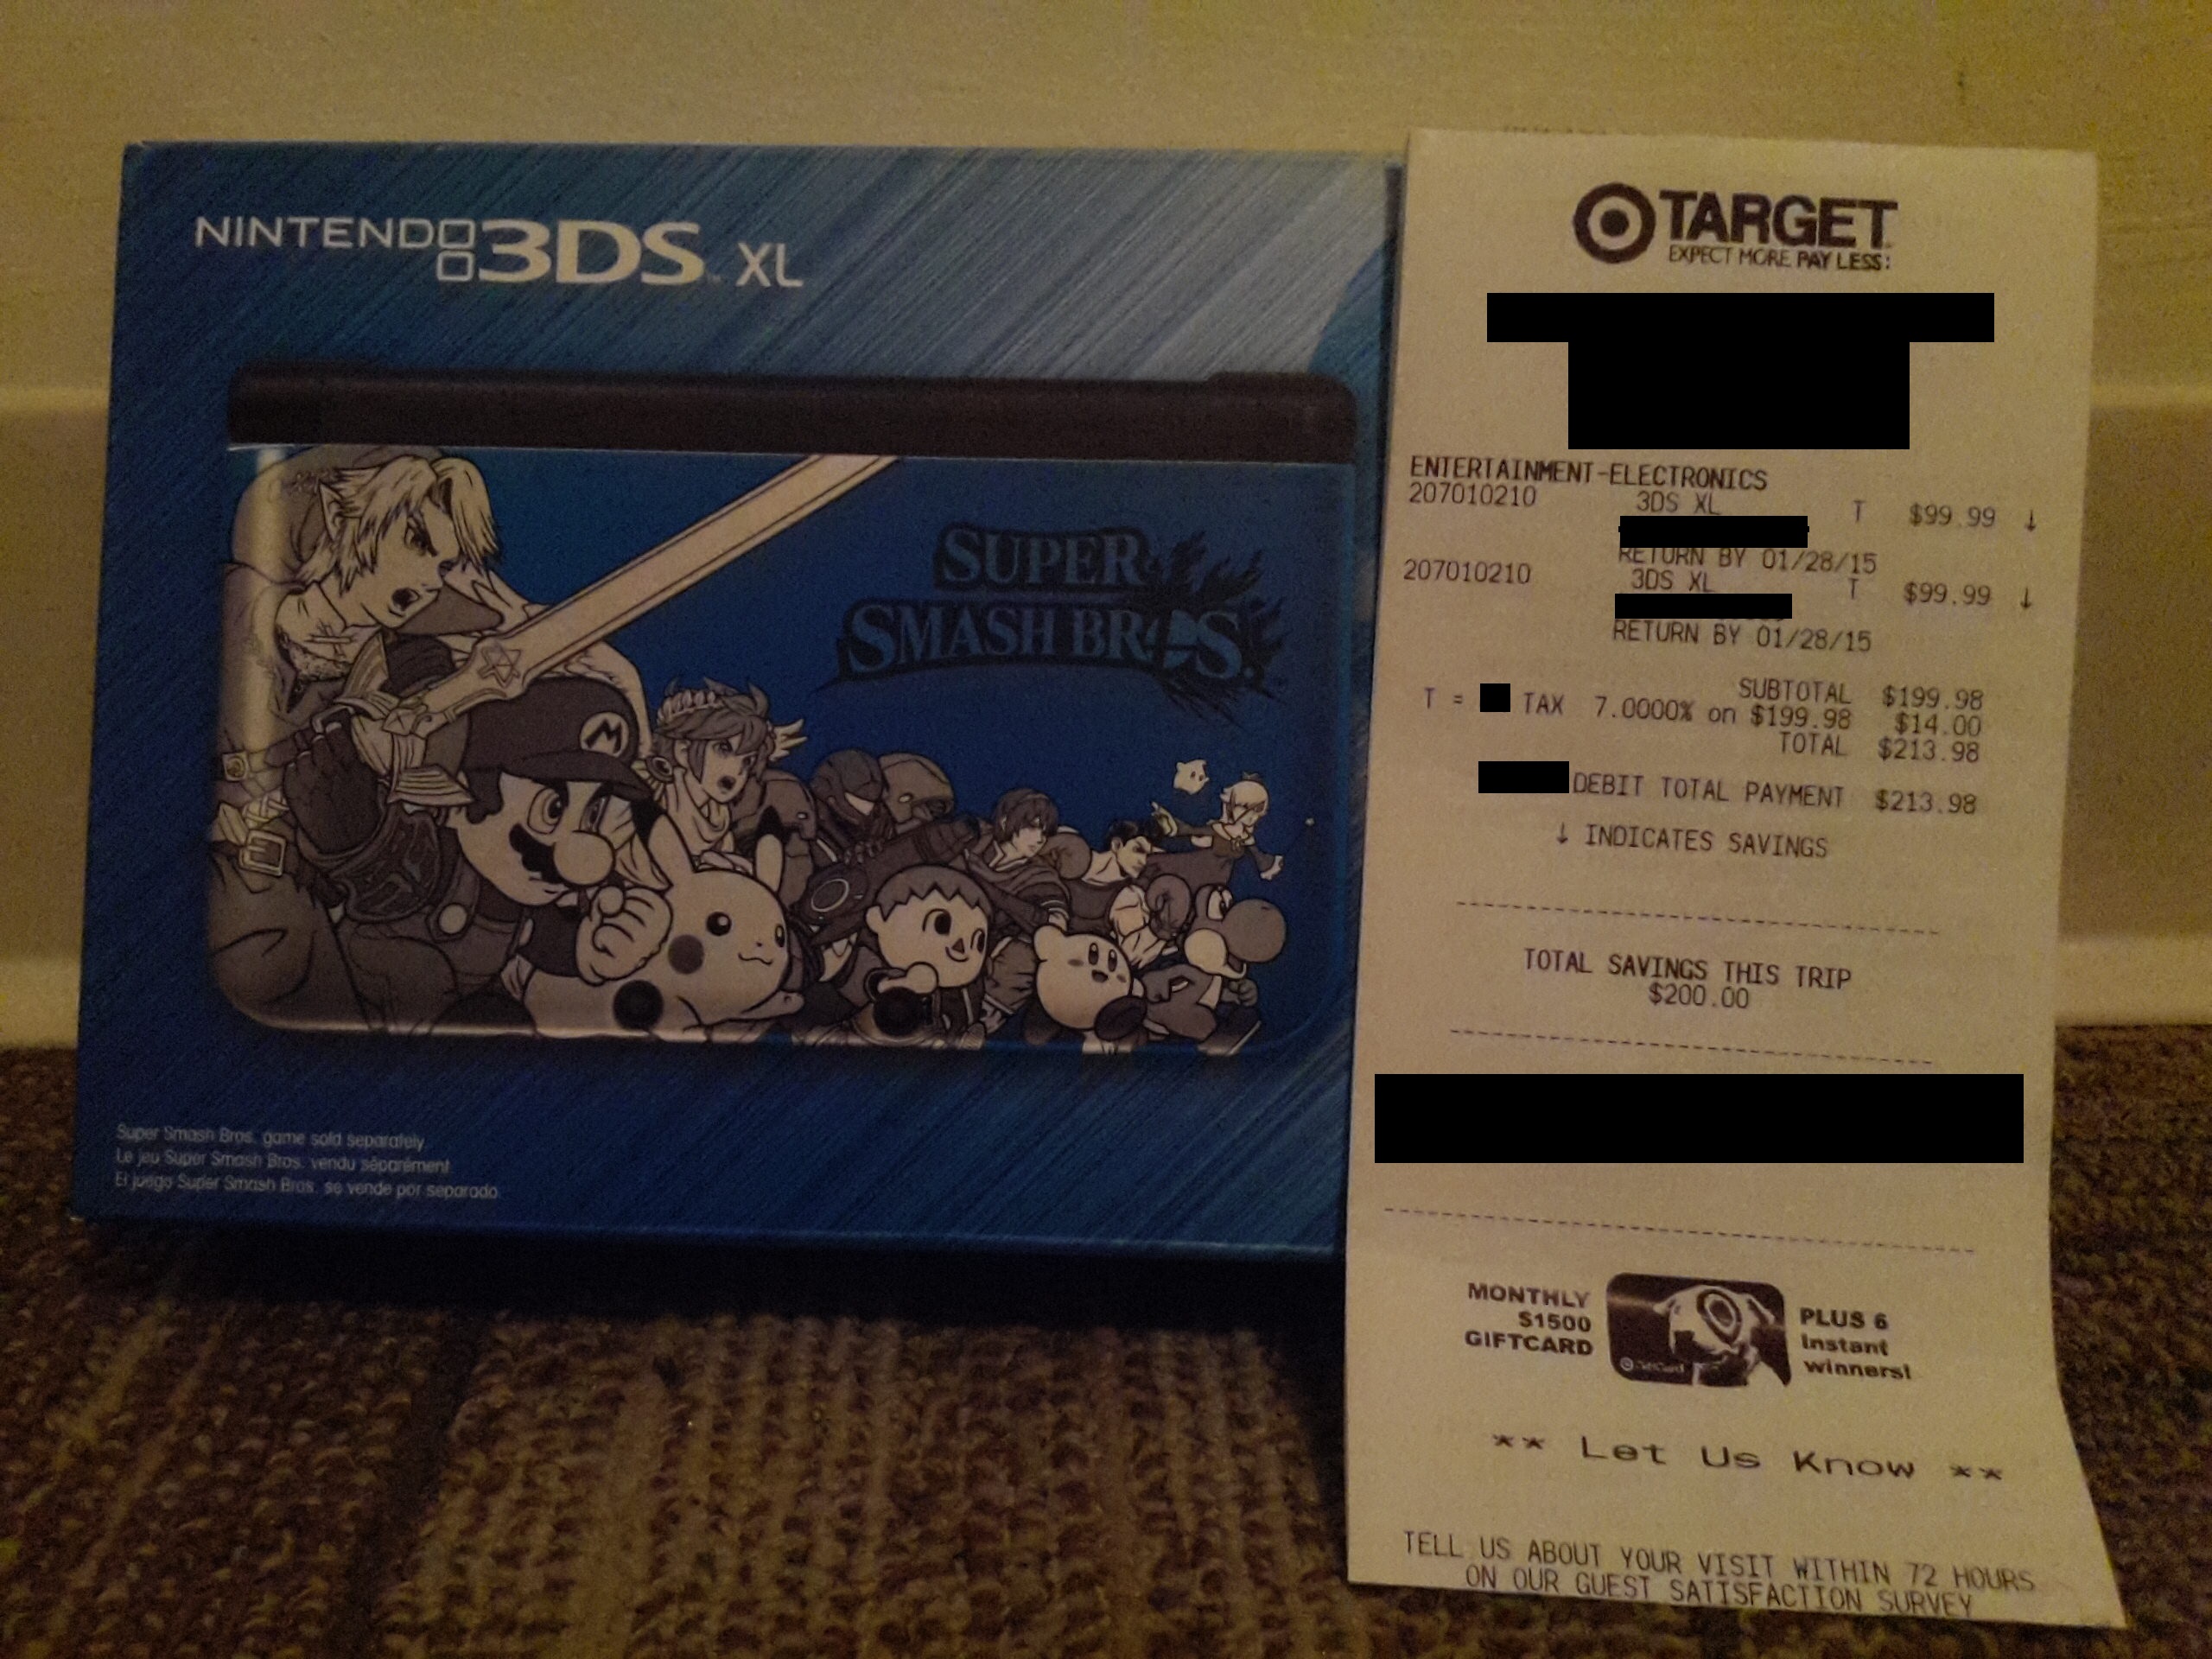 NINTENDO 3DS XL
SUPER
SMASH BROS.
Super Smash Bros. game sold separately.
Le jeu Super Smash Bros. vendu séparément.
El juego Super Smash Bros. se vende por separado.
TARGET
EXPECT MORE PAY LESS.
ENTERTAINMENT-ELECTRONICS
207010210 3DS XL T $99.99 ↓
RETURN BY 01/28/15
207010210 3DS XL T $99.99 ↓
RETURN BY 01/28/15
SUBTOTAL $199.98
T = TAX 7.0000% on $199.98 $14.00
TOTAL $213.98
DEBIT TOTAL PAYMENT $213.98
↓ INDICATES SAVINGS
TOTAL SAVINGS THIS TRIP
$200.00
MONTHLY
$1500
GIFTCARD
PLUS 6
Instant
winners!
** Let Us Know **
TELL US ABOUT YOUR VISIT WITHIN 72 HOURS
ON OUR GUEST SATISFACTION SURVEY